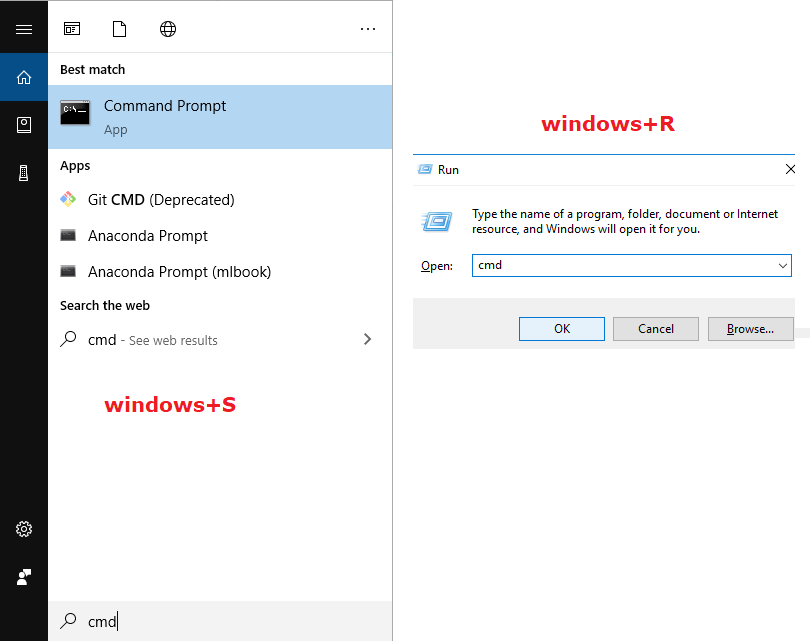 Best match
Command Prompt
App
Apps
Git CMD (Deprecated)
Anaconda Prompt
Anaconda Prompt (mlbook)
Search the web
cmd - See web results
windows+S
cmd
windows+R
Run
Type the name of a program, folder, document or Internet
resource, and Windows will open it for you.
Open: cmd
OK Cancel Browse...